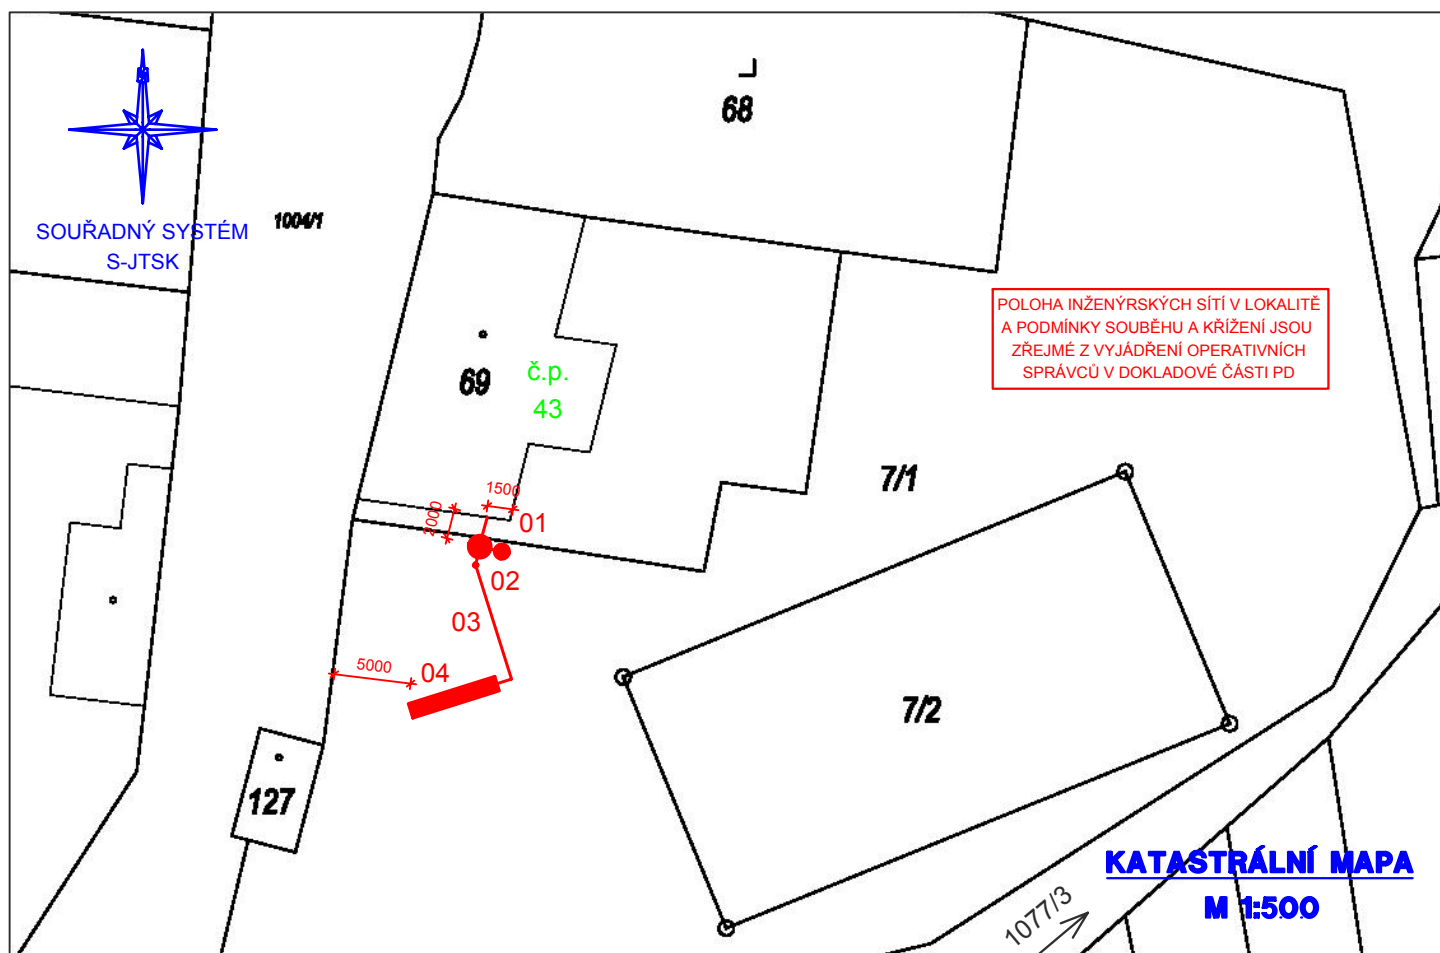 N
68
1004/1
SOUŘADNÝ SYSTÉM
S-JTSK
POLOHA INŽENÝRSKÝCH SÍTÍ V LOKALITĚ
A PODMÍNKY SOUBĚHU A KŘÍŽENÍ JSOU
ZŘEJMÉ Z VYJÁDŘENÍ OPERATIVNÍCH
SPRÁVCŮ V DOKLADOVÉ ČÁSTI PD
69
č.p.
43
7/1
1500
2000
01
02
03
5000
04
7/2
127
KATASTRÁLNÍ MAPA
M 1:500
1077/3